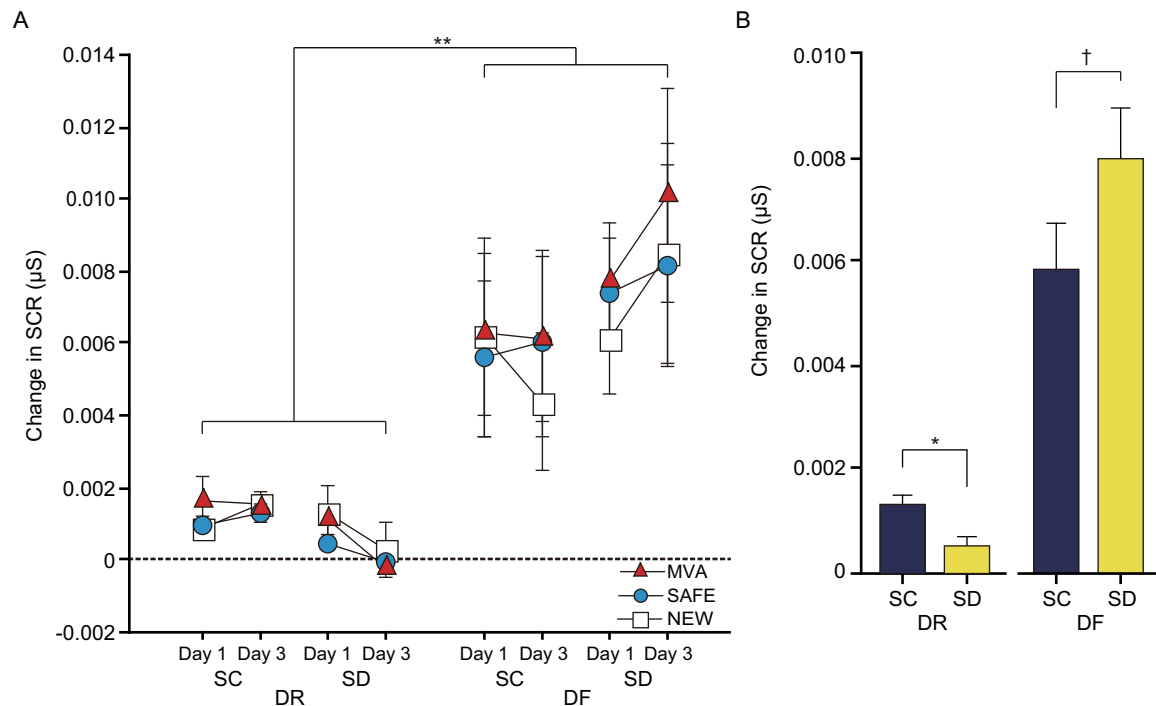 A
Change in SCR (µS)
0.014
0.012
0.010
0.008
0.006
0.004
0.002
0
-0.002
**
MVA
SAFE
NEW
Day 1 Day 3 Day 1 Day 3 Day 1 Day 3 Day 1 Day 3
SC SD SC SD
DR DF
B
Change in SCR (µS)
0.010
0.008
0.006
0.004
0.002
0
*
†
SC SD SC SD
DR DF